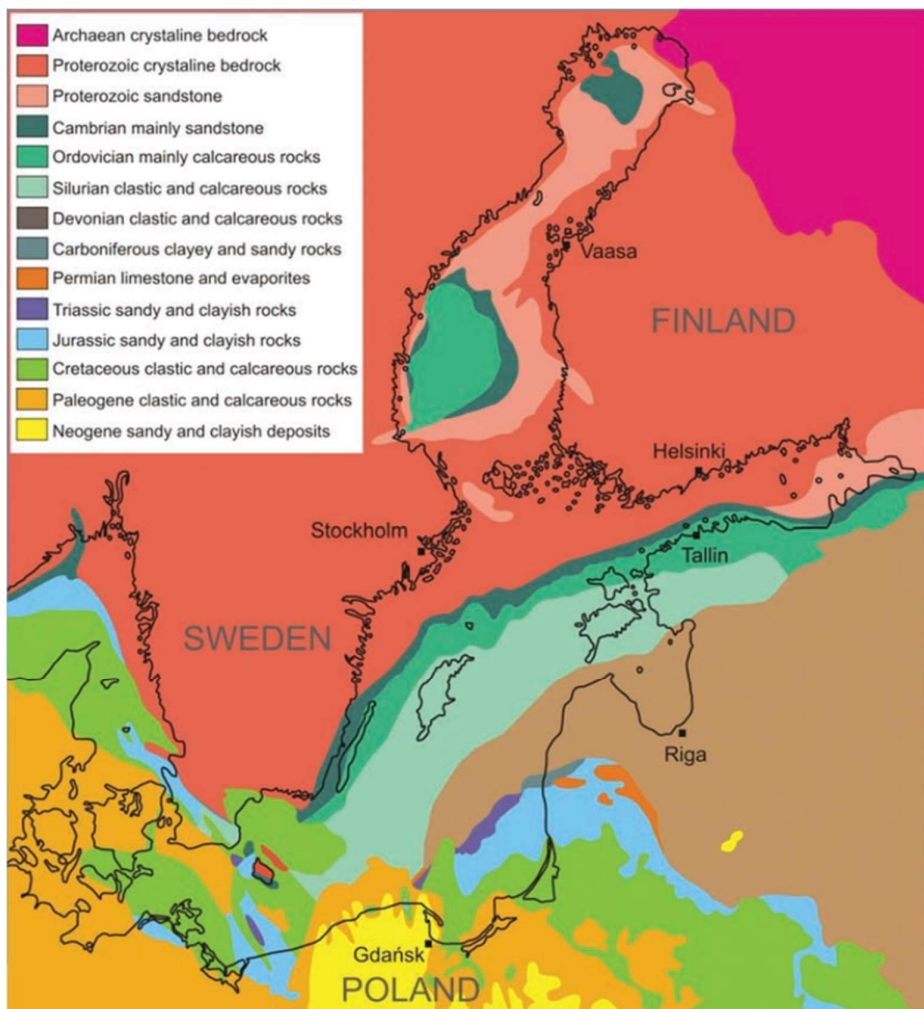 Archaean crystaline bedrock
Proterozoic crystaline bedrock
Proterozoic sandstone
Cambrian mainly sandstone
Ordovician mainly calcareous rocks
Silurian clastic and calcareous rocks
Devonian clastic and calcareous rocks
Carboniferous clayey and sandy rocks
Permian limestone and evaporites
Triassic sandy and clayish rocks
Jurassic sandy and clayish rocks
Cretaceous clastic and calcareous rocks
Paleogene clastic and calcareous rocks
Neogene sandy and clayish deposits
Vaasa
FINLAND
Helsinki
Stockholm
Tallin
SWEDEN
Riga
Gdańsk
POLAND